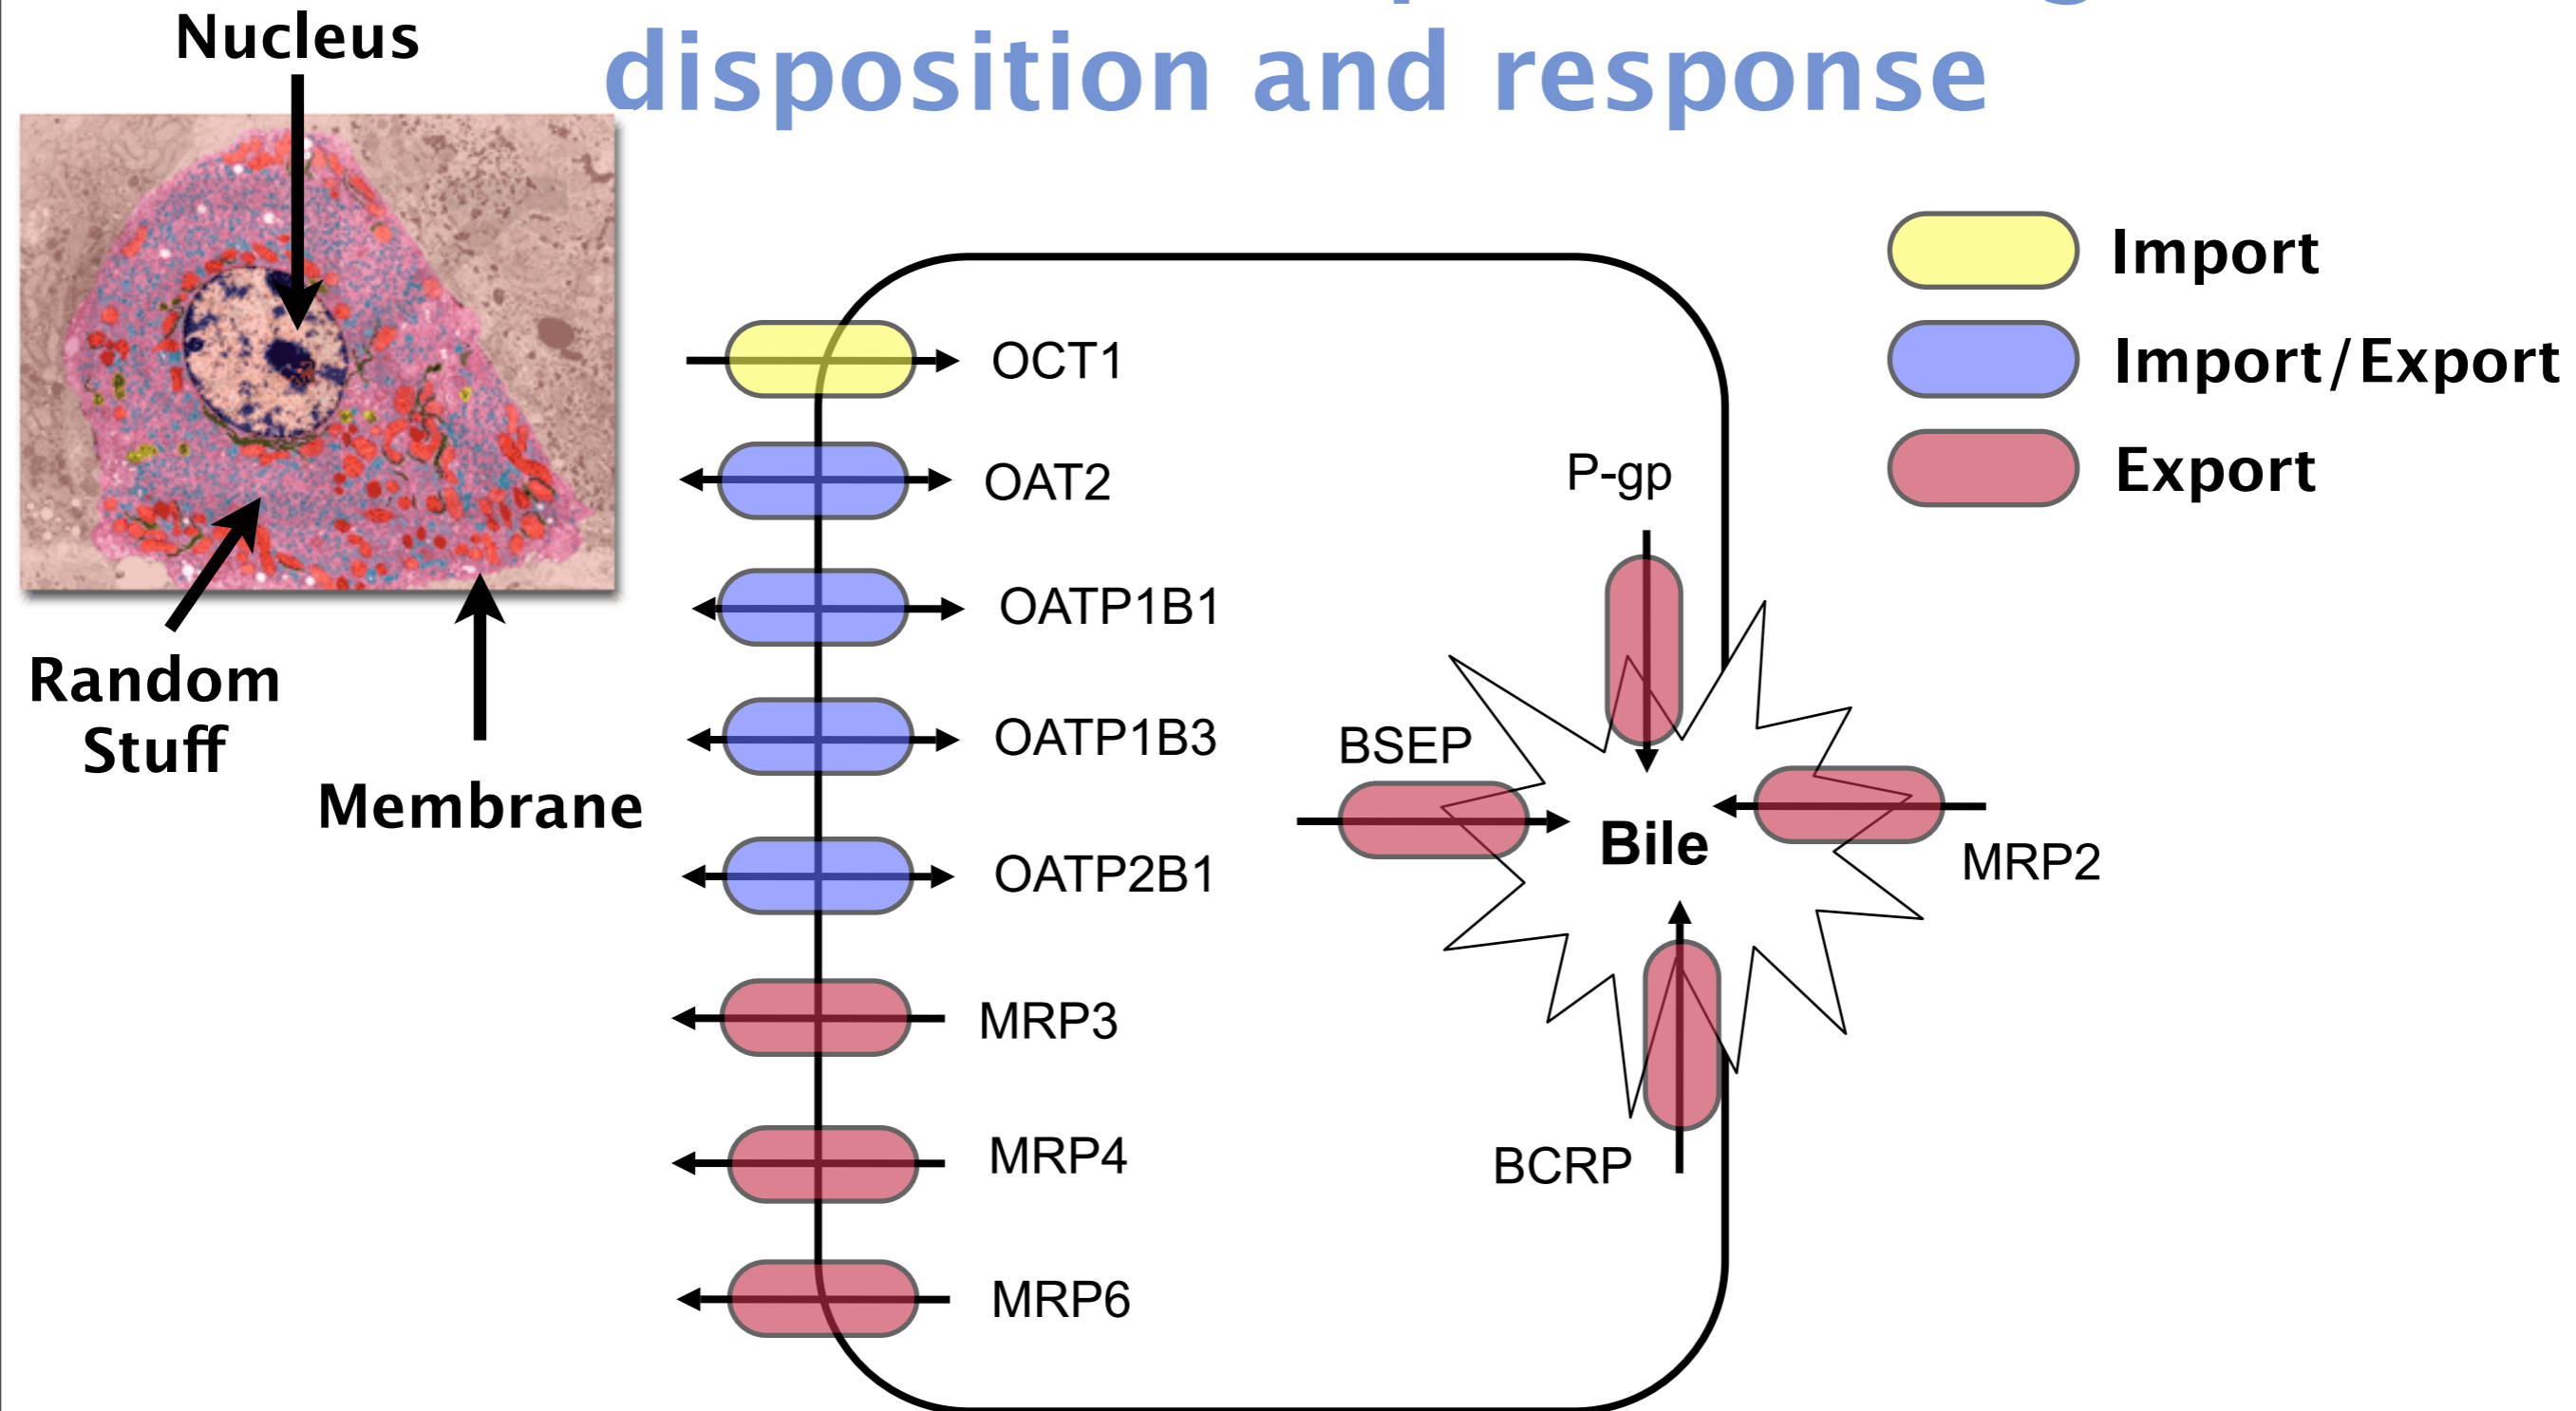 disposition and response
Nucleus
Random
Stuff
Membrane
Import
Import/Export
Export
OCT1
OAT2
OATP1B1
OATP1B3
OATP2B1
MRP3
MRP4
MRP6
P-gp
BSEP
Bile
MRP2
BCRP